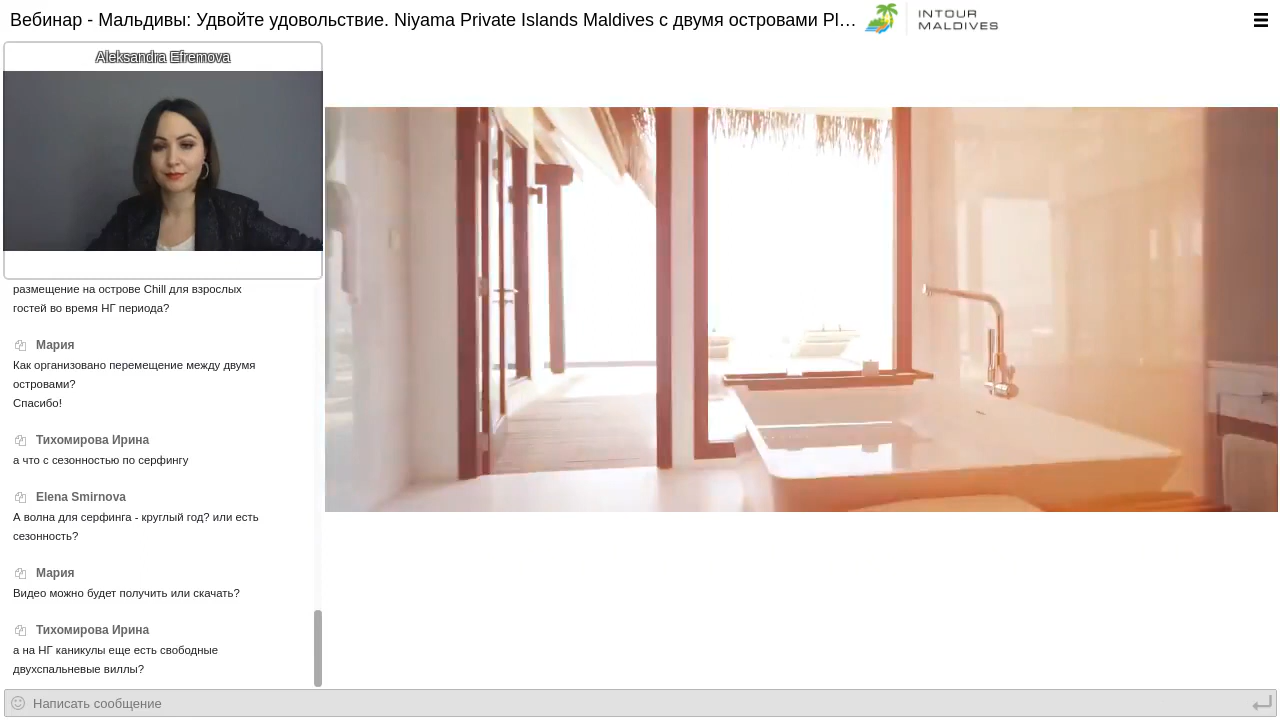 Вебинар - Мальдивы: Удвойте удовольствие. Niyama Private Islands Maldives с двумя островами Pl…
INTOUR
MALDIVES
Aleksandra Efremova
размещение на острове Chill для взрослых
гостей во время НГ периода?
Мария
Как организовано перемещение между двумя
островами?
Спасибо!
Тихомирова Ирина
а что с сезонностью по серфингу
Elena Smirnova
А волна для серфинга - круглый год? или есть
сезонность?
Мария
Видео можно будет получить или скачать?
Тихомирова Ирина
а на НГ каникулы еще есть свободные
двухспальневые виллы?
Написать сообщение